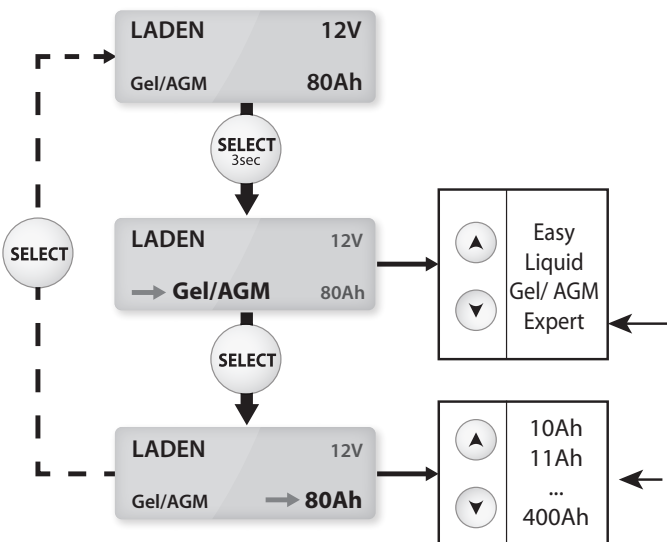 LADEN 12V
Gel/AGM 80Ah
SELECT
3sec
LADEN 12V
Gel/AGM 80Ah
Easy
Liquid
Gel/ AGM
Expert
SELECT
SELECT
LADEN 12V
Gel/AGM 80Ah
10Ah
11Ah
...
400Ah